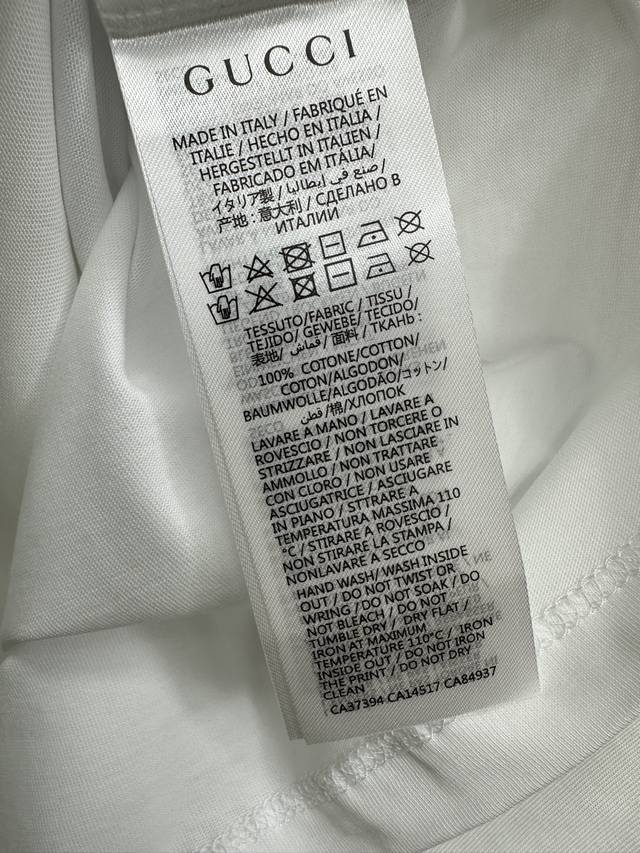 GUCCI
MADE IN ITALY / FABRIQUÉ EN
ITALIE / HECHO EN ITALIA /
HERGESTELLT IN ITALIEN /
FABRICADO EM ITÁLIA/
イタリア製 / صنع في إيطاليا /
产地 : 意大利 / СДЕЛАНО В
ИТАЛИИ
TESSUTO/FABRIC / TISSU /
TEJIDO/ GEWEBE/ TECIDO/
表地/ قماش / 面料 / ТКАНЬ :
100% COTONE/COTTON/
COTON/ALGODON/
BAUMWOLLE/ALGODÃO/コットン/
قطن /棉/ХЛОПОК
LAVARE A MANO / LAVARE A
ROVESCIO / NON TORCERE O
STRIZZARE / NON LASCIARE IN
AMMOLLO / NON TRATTARE
CON CLORO / NON USARE
ASCIUGATRICE / ASCIUGARE
IN PIANO / STTRARE A
TEMPERATURA MASSIMA 110
°C / STIRARE A ROVESCIO /
NON STIRARE LA STAMPA /
NONLAVARE A SECCO
HAND WASH/ WASH INSIDE
OUT / DO NOT TWIST OR
WRING / DO NOT SOAK / DO
NOT BLEACH / DO NOT
TUMBLE DRY / DRY FLAT /
IRON AT MAXIMUM
TEMPERATURE 110°C / IRON
INSIDE OUT / DO NOT IRON
THE PRINT / DO NOT DRY
CLEAN
CA37394 CA14517 CA84937